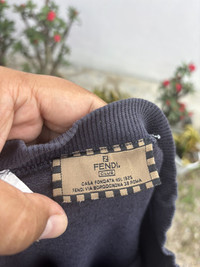 FENDI
CASA FONDATA NEL 1925
FENDI VIA BORGOGNONA 39 ROMA